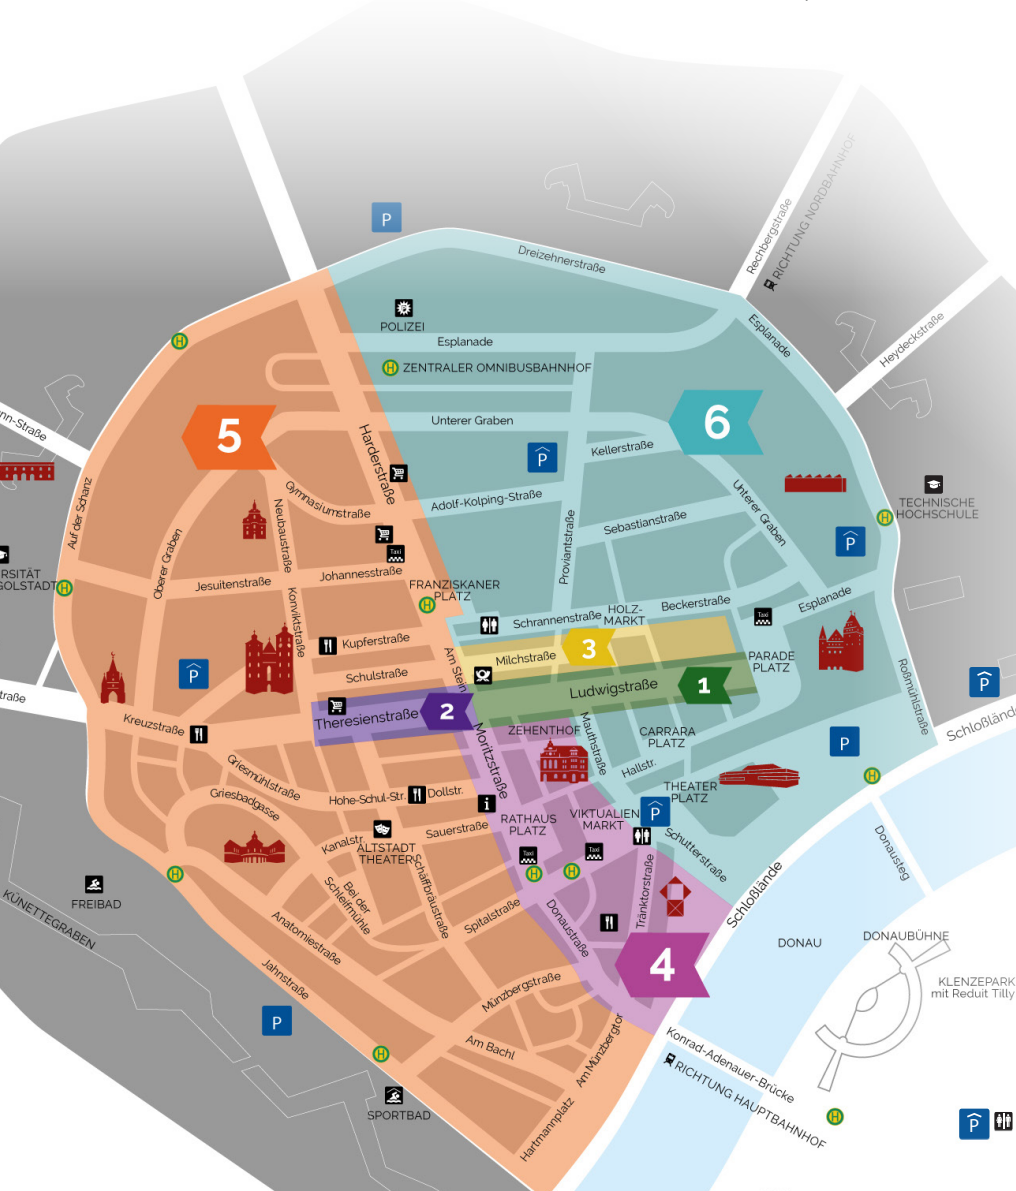 Dreizehnerstraße
Rechbergstraße
RICHTUNG NORDBAHNHOF
P
POLIZEI
Esplanade
Esplanade
Heydeckstraße
H
H
ZENTRALER OMNIBUSBAHNHOF
nn-Straße
5
6
Unterer Graben
Harderstraße
Kellerstraße
P
Auf der Schanz
Gymnasiumstraße
Neubaustraße
Adolf-Kolping-Straße
Unterer Graben
TECHNISCHE
HOCHSCHULE
H
Sebastianstraße
Proviantstraße
P
Oberer Graben
Taxi
RSITÄT
GOLSTADT
H
Jesuitenstraße
Johannesstraße
FRANZISKANER
PLATZ
H
Konviktstraße
Beckerstraße
Esplanade
HOLZ-
MARKT
Schrannenstraße
Taxi
Kupferstraße
3
Milchstraße
Am Stein
PARADE
PLATZ
P
Schulstraße
Roßmühlstraße
P
raße
Ludwigstraße
1
Theresienstraße
2
Schloßländ
Kreuzstraße
Moritzstraße
ZEHENTHOF
Mauthstraße
CARRARA
PLATZ
P
Griesmühlstraße
Hallstr.
H
Griesbadgasse
Hohe-Schul-Str.
Dollstr.
i
THEATER
PLATZ
RATHAUS
PLATZ
VIKTUALIEN
MARKT
P
Sauerstraße
Kanalstr.
ALTSTADT
THEATER
Schutterstraße
Donausteg
Taxi
Taxi
H
H
H
Schäffbräustraße
Bei der
Schleifmühle
Tränktorstraße
Schloßlände
FREIBAD
KÜNETTEGRABEN
Anatomiestraße
Spitalstraße
Donaustraße
DONAU
DONAUBÜHNE
4
KLENZEPARK
mit Reduit Tilly
Jahnstraße
Münzbergstraße
P
Am Bachl
Am Münzbergtor
Konrad-Adenauer-Brücke
RICHTUNG HAUPTBAHNHOF
H
H
P
SPORTBAD
Hartmannplatz